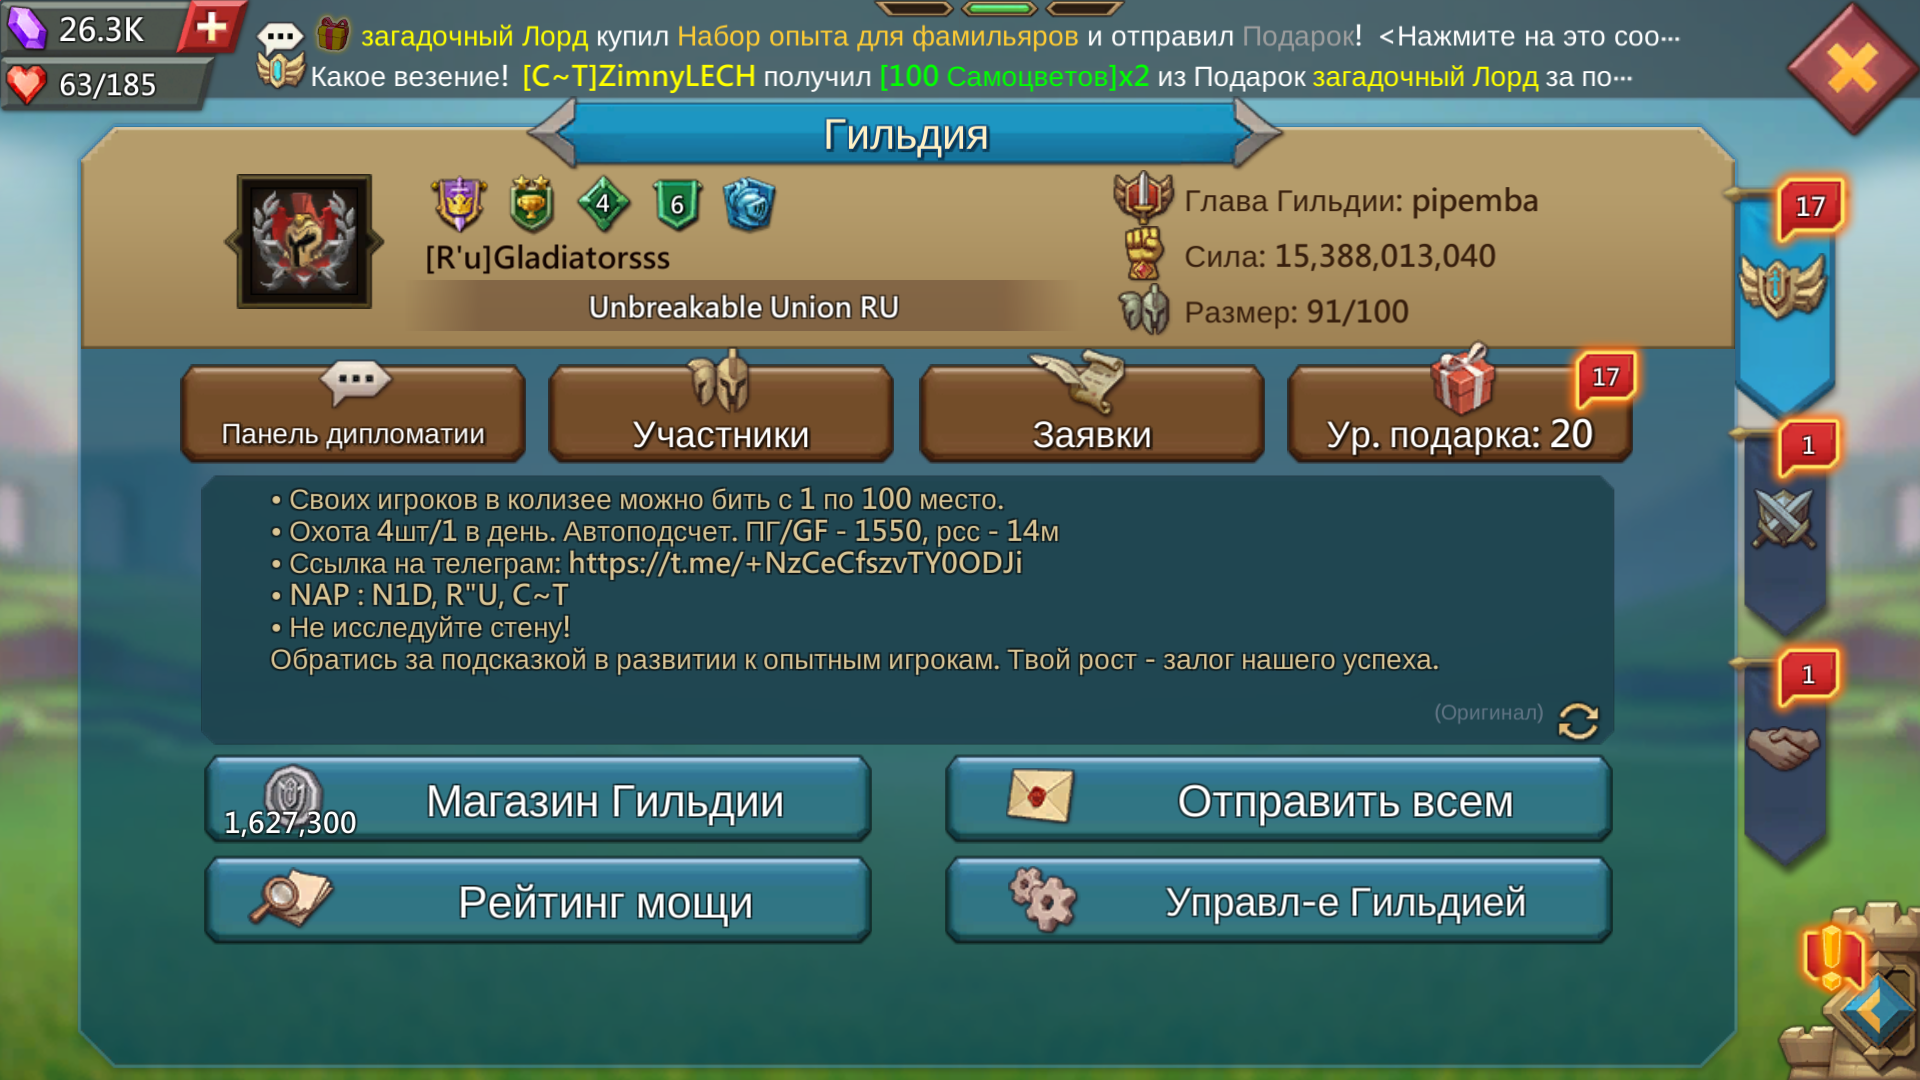 26.3K
63/185
загадочный Лорд купил Набор опыта для фамильяров и отправил Подарок! <Нажмите на это соо...
Какое везение! [C~T]ZimnyLECH получил [100 Самоцветов]x2 из Подарок загадочный Лорд за по...
Гильдия
4
6
[R'u]Gladiatorsss
Unbreakable Union RU
Глава Гильдии: pipemba
Сила: 15,388,013,040
Размер: 91/100
17
Панель дипломатии
Участники
Заявки
Ур. подарка: 20
17
1
1
• Своих игроков в колизее можно бить с 1 по 100 место.
• Охота 4шт/1 в день. Автоподсчет. ПГ/GF - 1550, рсс - 14м
• Ссылка на телеграм: https://t.me/+NzCeCfszvTY0ODJi
• NAP : N1D, R"U, C~T
• Не исследуйте стену!
Обратись за подсказкой в развитии к опытным игрокам. Твой рост - залог нашего успеха.
(Оригинал)
1,627,300
Магазин Гильдии
Отправить всем
Рейтинг мощи
Управл-е Гильдией